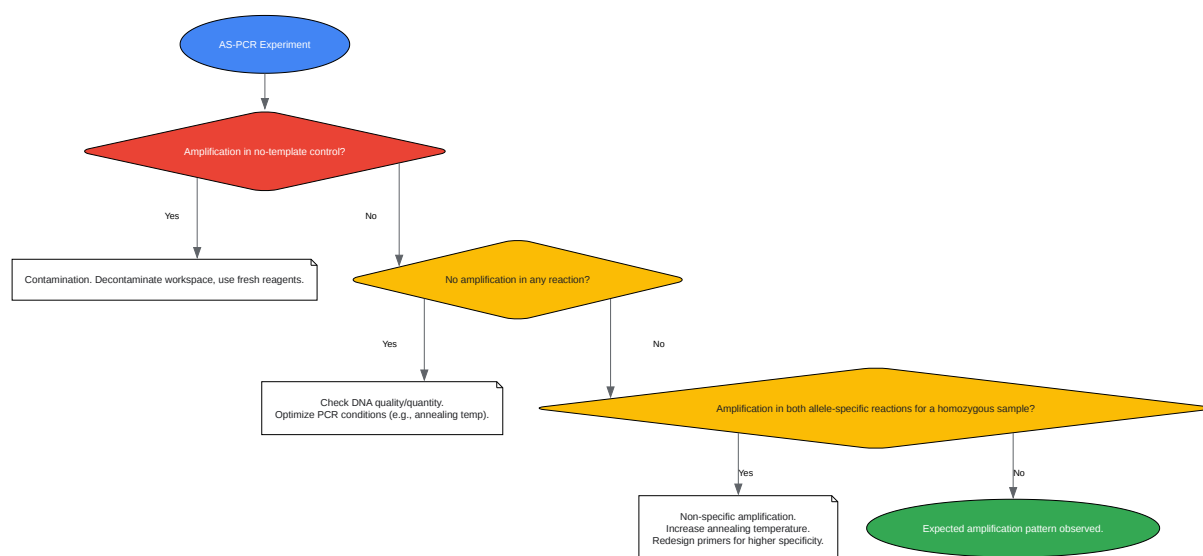 AS-PCR Experiment
Amplification in no-template control?
Yes
No
Contamination. Decontaminate workspace, use fresh reagents.
No amplification in any reaction?
Yes
No
Check DNA quality/quantity.
Optimize PCR conditions (e.g., annealing temp).
Amplification in both allele-specific reactions for a homozygous sample?
Yes
No
Non-specific amplification.
Increase annealing temperature.
Redesign primers for higher specificity.
Expected amplification pattern observed.